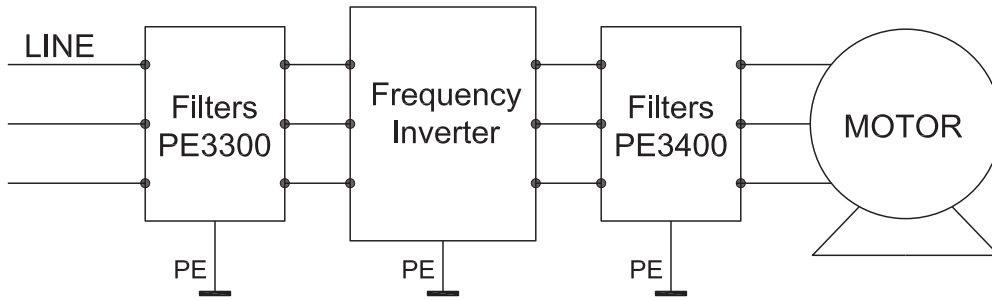 LINE
Filters
PE3300
Frequency
Inverter
Filters
PE3400
MOTOR
PE
PE
PE